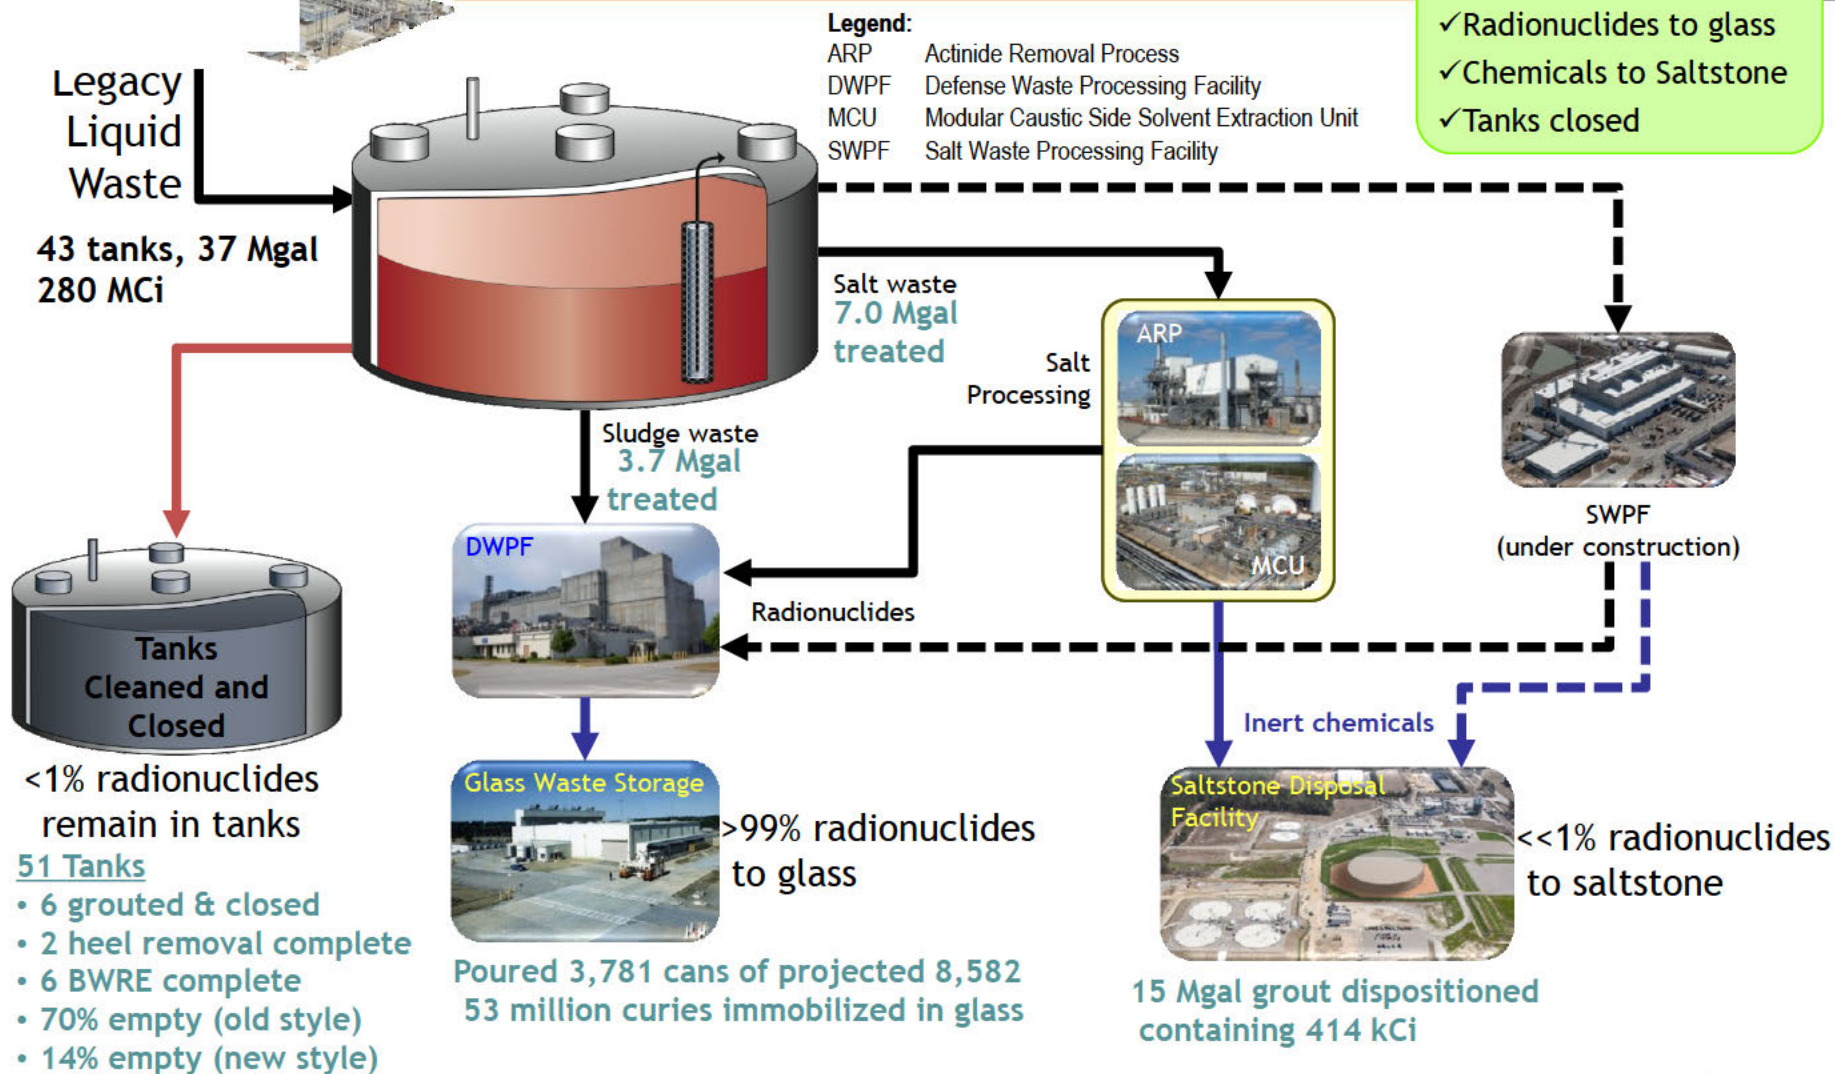 Legend:
ARP Actinide Removal Process
DWPF Defense Waste Processing Facility
MCU Modular Caustic Side Solvent Extraction Unit
SWPF Salt Waste Processing Facility
✓Radionuclides to glass
✓Chemicals to Saltstone
✓Tanks closed
Legacy
Liquid
Waste
43 tanks, 37 Mgal
280 MCi
Salt waste
7.0 Mgal
treated
Salt
Processing
ARP
MCU
SWPF
(under construction)
Sludge waste
3.7 Mgal
treated
DWPF
Radionuclides
Inert chemicals
Tanks
Cleaned and
Closed
<1% radionuclides
remain in tanks
51 Tanks
• 6 grouted & closed
• 2 heel removal complete
• 6 BWRE complete
• 70% empty (old style)
• 14% empty (new style)
Glass Waste Storage
>99% radionuclides
to glass
Poured 3,781 cans of projected 8,582
53 million curies immobilized in glass
Saltstone Disposal
Facility
<<1% radionuclides
to saltstone
15 Mgal grout dispositioned
containing 414 kCi